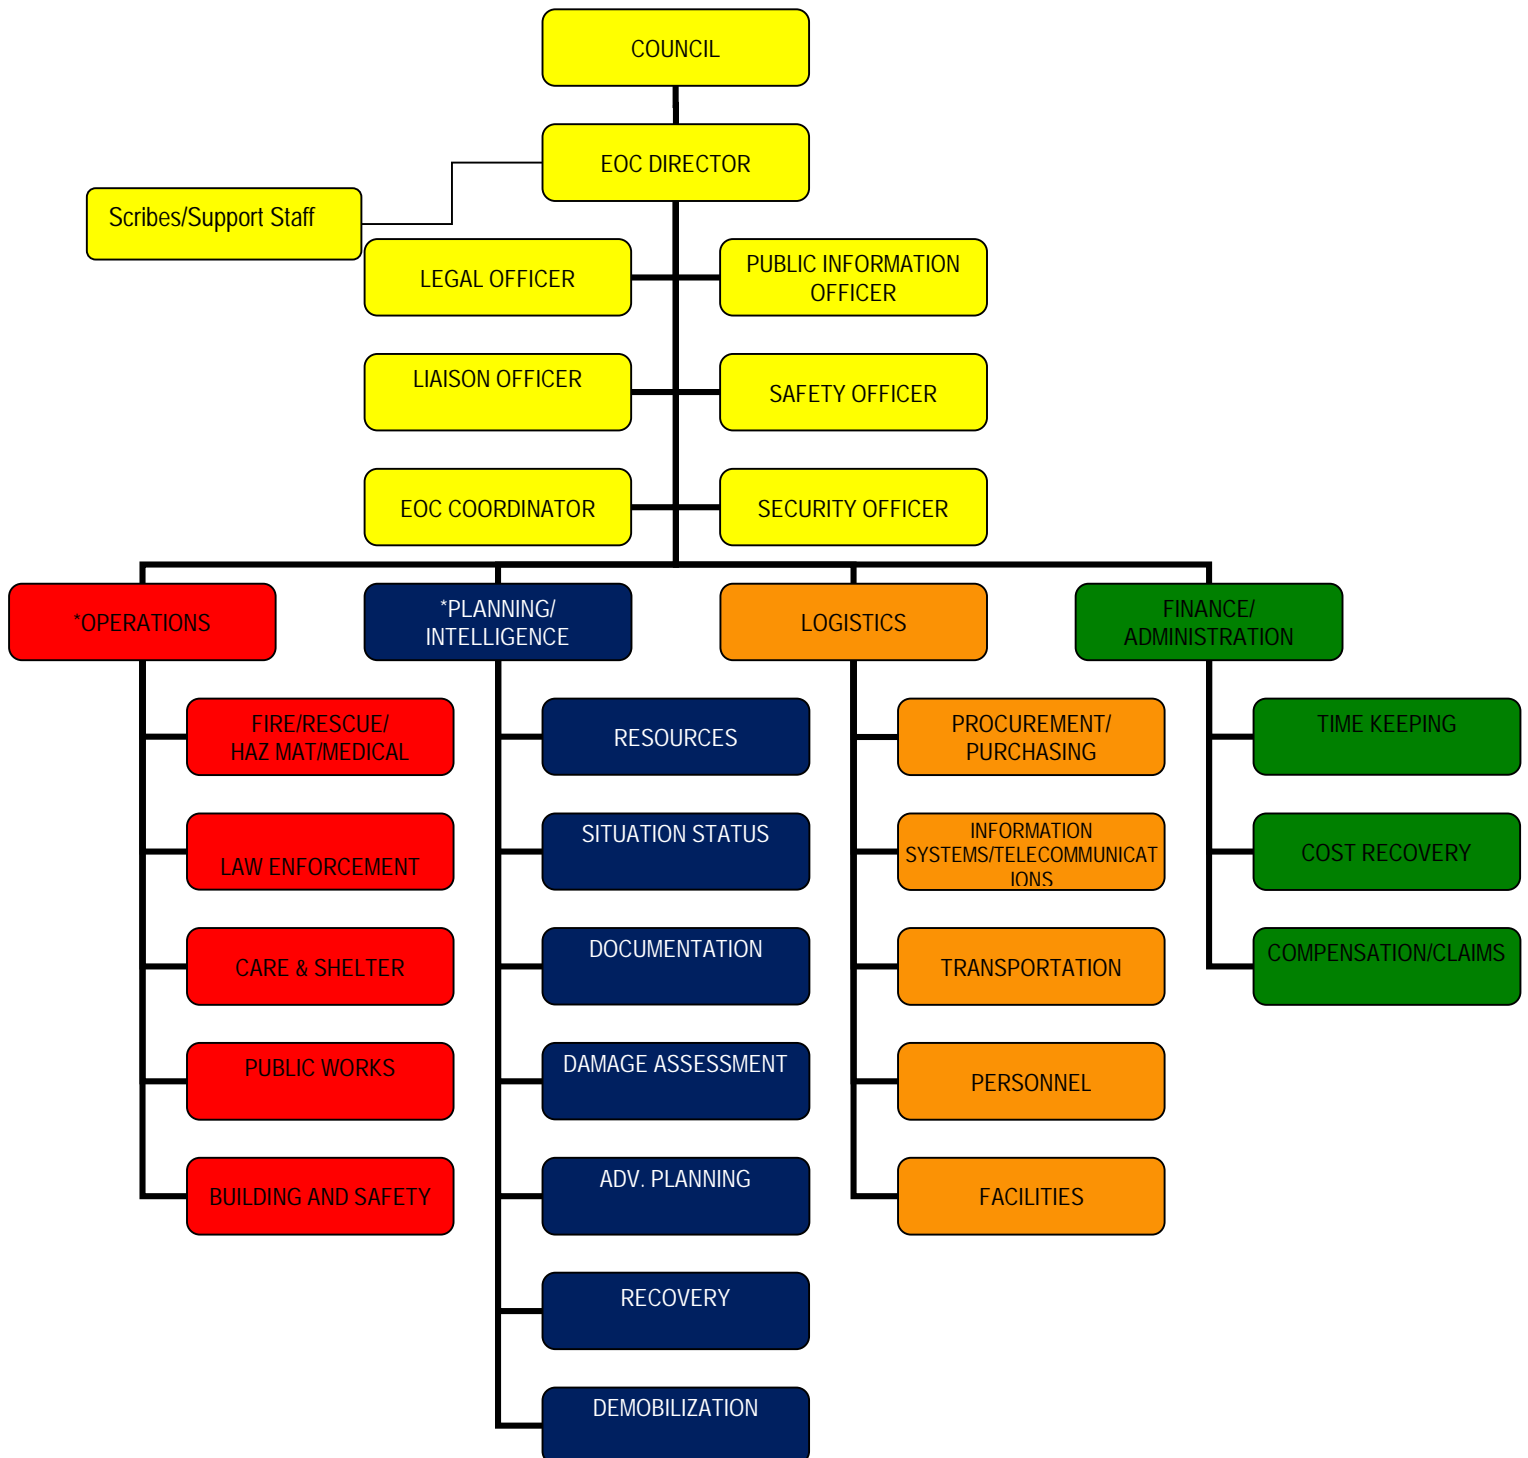 COUNCIL
EOC DIRECTOR
Scribes/Support Staff
LEGAL OFFICER
PUBLIC INFORMATION
OFFICER
LIAISON OFFICER
SAFETY OFFICER
EOC COORDINATOR
SECURITY OFFICER
*OPERATIONS
*PLANNING/
INTELLIGENCE
LOGISTICS
FINANCE/
ADMINISTRATION
FIRE/RESCUE/
HAZ MAT/MEDICAL
RESOURCES
PROCUREMENT/
PURCHASING
TIME KEEPING
LAW ENFORCEMENT
SITUATION STATUS
INFORMATION
SYSTEMS/TELECOMMUNICAT
IONS
COST RECOVERY
CARE & SHELTER
DOCUMENTATION
TRANSPORTATION
COMPENSATION/CLAIMS
PUBLIC WORKS
DAMAGE ASSESSMENT
PERSONNEL
BUILDING AND SAFETY
ADV. PLANNING
FACILITIES
RECOVERY
DEMOBILIZATION